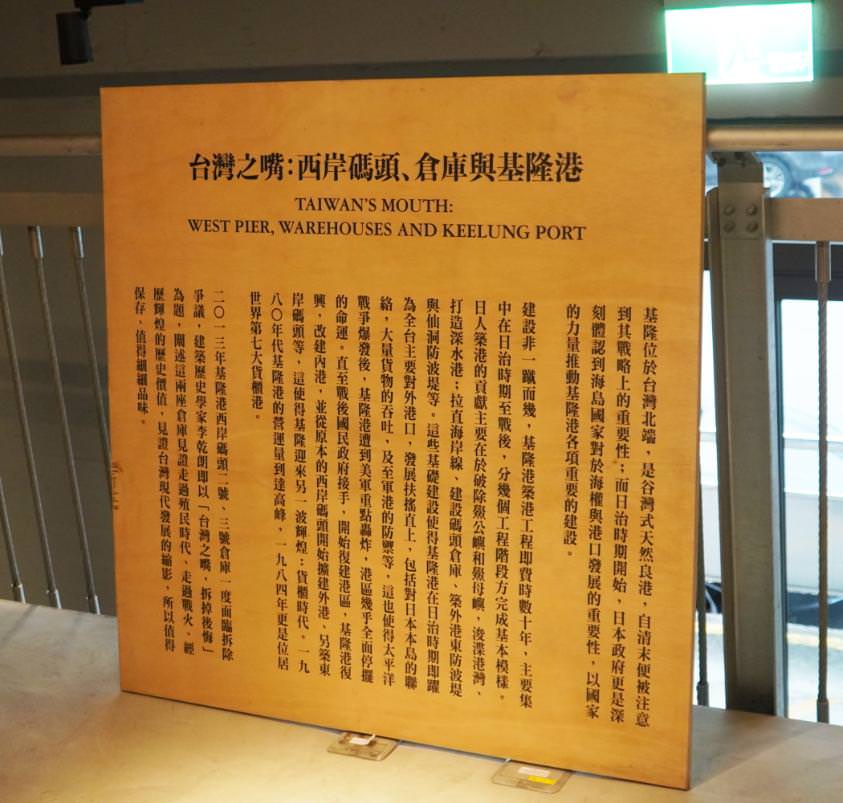 台灣之嘴：西岸碼頭、倉庫與基隆港
TAIWAN'S MOUTH:
WEST PIER, WAREHOUSES AND KEELUNG PORT
基隆位於台灣北端，是谷灣式天然良港，自清末便被注意
到其戰略上的重要性；而日治時期開始，日本政府更是深
刻體認到海島國家對於海權與港口發展的重要性，以國家
的力量推動基隆港各項重要的建設。
建設非一蹴而幾，基隆港築港工程即費時數十年，主要集
中在日治時期至戰後，分幾個工程階段方完成基本模樣。
日人築港的貢獻主要在於破除鱟公嶼和鱟母嶼，浚渫港灣、
打造深水港；拉直海岸線、建設碼頭倉庫、築外港東防波堤
與仙洞防波堤等。這些基礎建設使得基隆港在日治時期即躍
為全台主要對外港口，發展扶搖直上，包括對日本本島的聯
絡，大量貨物的吞吐，及至軍港的防禦等，這也使得太平洋
戰爭爆發後，基隆港遭到美軍重點轟炸，港區幾乎全面停擺
的命運。直至戰後國民政府接手，開始復建港區，基隆港復
興，改建內港，並從原本的西岸碼頭開始擴建外港、另築東
岸碼頭等，這使得基隆迎來另一波輝煌：貨櫃時代。一九
八〇年代基隆港的營運量到達高峰，一九八四年更是位居
世界第七大貨櫃港。
二〇一三年基隆港西岸碼頭二號、三號倉庫一度面臨拆除
爭議，建築歷史學家李乾朗即以「台灣之嘴，拆掉後悔」
為題，闡述這兩座倉庫見證走過殖民時代、走過戰火、經
歷輝煌的歷史價值，見證台灣現代發展的縮影，所以值得
保存，值得細細品味。